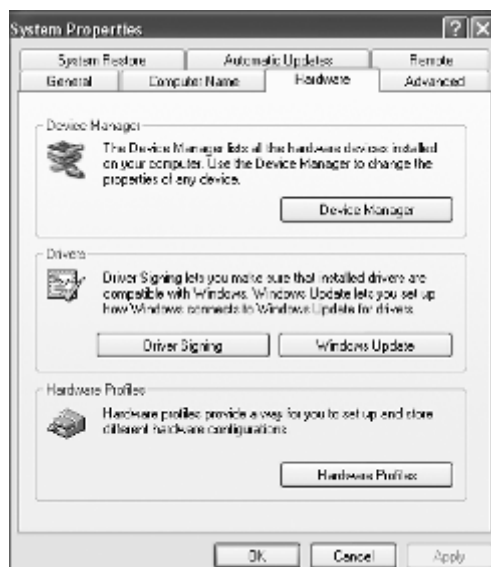 System Properties
System Restore Automatic Updates Remote
General Computer Name Hardware Advanced
Device Manager
The Device Manager lists all the hardware devices installed
on your computer. Use the Device Manager to change the
properties of any device.
Device Manager
Drivers
Driver Signing lets you make sure that installed drivers are
compatible with Windows. Windows Update lets you set up
how Windows connects to Windows Update for drivers.
Driver Signing Windows Update
Hardware Profiles
Hardware profiles provide a way for you to set up and store
different hardware configurations.
Hardware Profiles
OK Cancel Apply